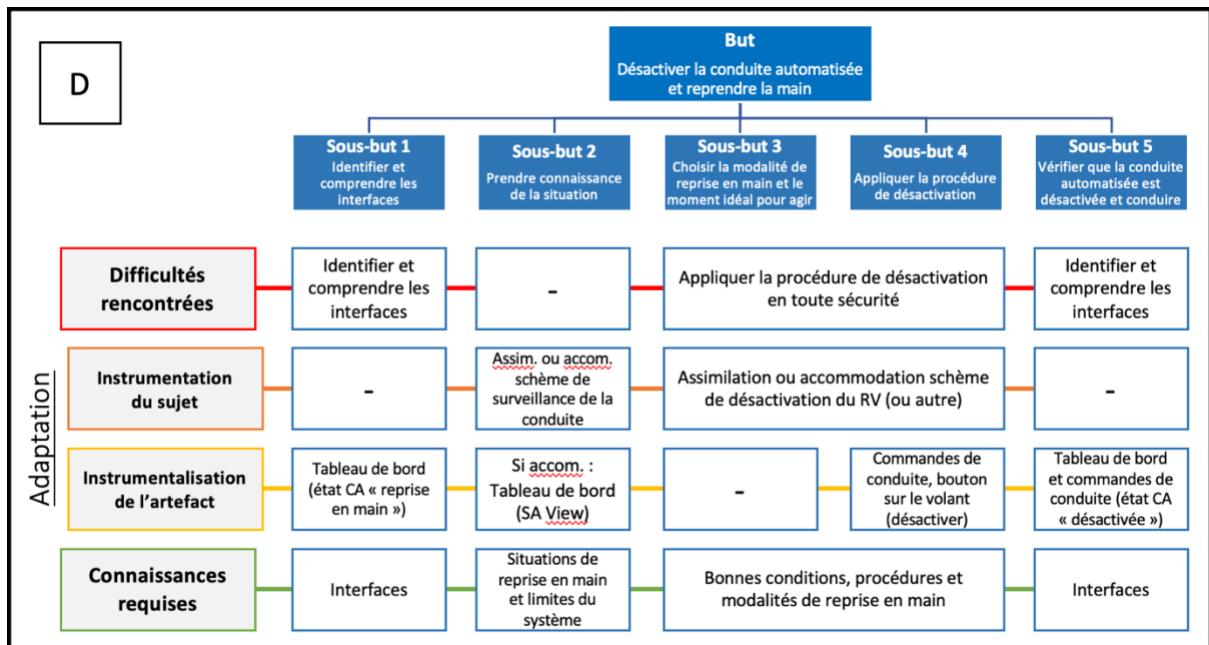 D
But
Désactiver la conduite automatisée
et reprendre la main
Sous-but 1
Identifier et
comprendre les
interfaces
Sous-but 2
Prendre connaissance
de la situation
Sous-but 3
Choisir la modalité de
reprise en main et le
moment idéal pour agir
Sous-but 4
Appliquer la procédure
de désactivation
Sous-but 5
Vérifier que la conduite
automatisée est
désactivée et conduire
Difficultés
rencontrées
Identifier et
comprendre les
interfaces
-
Appliquer la procédure de désactivation
en toute sécurité
Identifier et
comprendre les
interfaces
Adaptation
Instrumentation
du sujet
-
Assim. ou accom.
schème de
surveillance de la
conduite
Assimilation ou accommodation schème
de désactivation du RV (ou autre)
-
Instrumentalisation
de l'artefact
Tableau de bord
(état CA « reprise
en main »)
Si accom. :
Tableau de bord
(SA View)
-
Commandes de
conduite, bouton
sur le volant
(désactiver)
Tableau de bord
et commandes de
conduite (état CA
« désactivée »)
Connaissances
requises
Interfaces
Situations de
reprise en main
et limites du
système
Bonnes conditions, procédures et
modalités de reprise en main
Interfaces